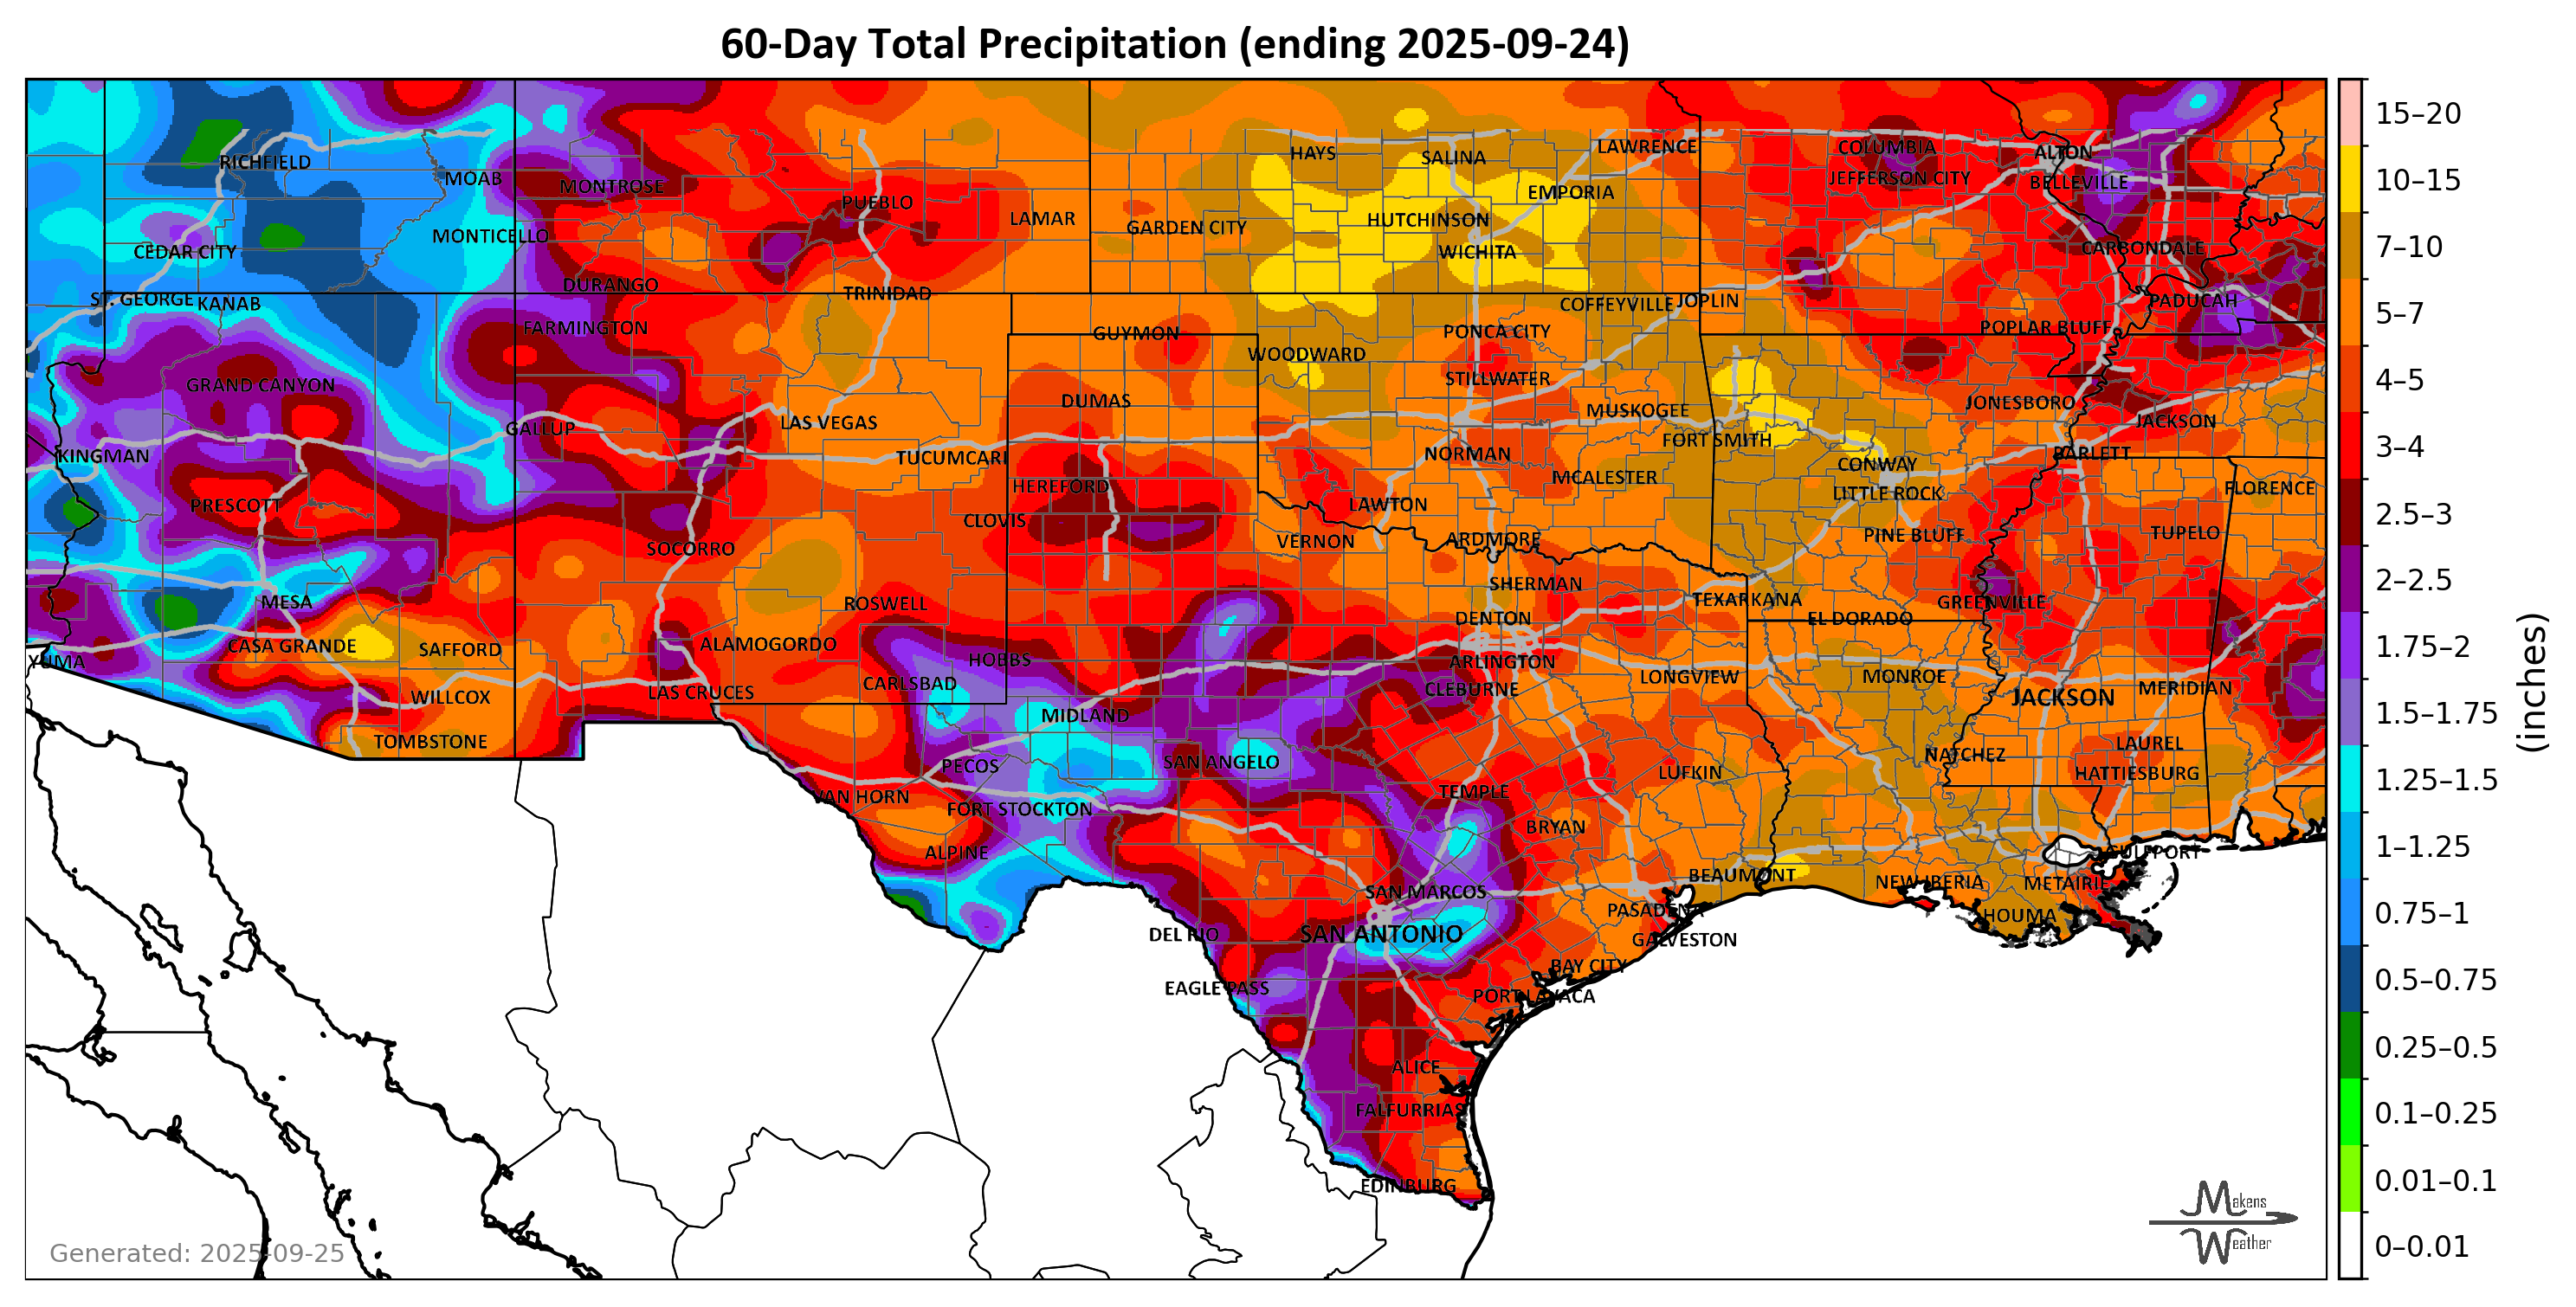 60-Day Total Precipitation (ending 2025-09-24)
HAYS
SALINA
LAWRENCE
COLUMBIA
ALTON
RICHFIELD
MOAB
MONTROSE
JEFFERSON CITY
BELLEVILLE
EMPORIA
PUEBLO
LAMAR
GARDEN CITY
HUTCHINSON
MONTICELLO
CEDAR CITY
WICHITA
CARBONDALE
DURANGO
TRINIDAD
ST. GEORGE
KANAB
COFFEYVILLE
JOPLIN
PADUCAH
FARMINGTON
GUYMON
PONCA CITY
POPLAR BLUFF
WOODWARD
GRAND CANYON
STILLWATER
DUMAS
MUSKOGEE
JONESBORO
JACKSON
GALLUP
LAS VEGAS
FORT SMITH
KINGMAN
TUCUMCARI
NORMAN
BARLETT
CONWAY
MCALESTER
HEREFORD
LITTLE ROCK
FLORENCE
PRESCOTT
LAWTON
CLOVIS
SOCORRO
VERNON
ARDMORE
PINE BLUFF
TUPELO
SHERMAN
MESA
ROSWELL
TEXARKANA
GREENVILLE
DENTON
EL DORADO
CASA GRANDE
SAFFORD
ALAMOGORDO
YUMA
HOBBS
ARLINGTON
CARLSBAD
CLEBURNE
LONGVIEW
MONROE
JACKSON
MERIDIAN
WILLCOX
LAS CRUCES
MIDLAND
TOMBSTONE
LAUREL
NATCHEZ
PECOS
SAN ANGELO
LUFKIN
HATTIESBURG
VAN HORN
FORT STOCKTON
TEMPLE
BRYAN
ALPINE
GULFPORT
SAN MARCOS
BEAUMONT
NEW IBERIA
METAIRIE
PASADENA
HOUMA
DEL RIO
SAN ANTONIO
GALVESTON
BAY CITY
EAGLE PASS
PORT LAVACA
ALICE
FALFURRIAS
EDINBURG
15–20
10–15
7–10
5–7
4–5
3–4
2.5–3
2–2.5
1.75–2
1.5–1.75
1.25–1.5
1–1.25
0.75–1
0.5–0.75
0.25–0.5
0.1–0.25
0.01–0.1
0–0.01
(inches)
Makens
Weather
Generated: 2025-09-25